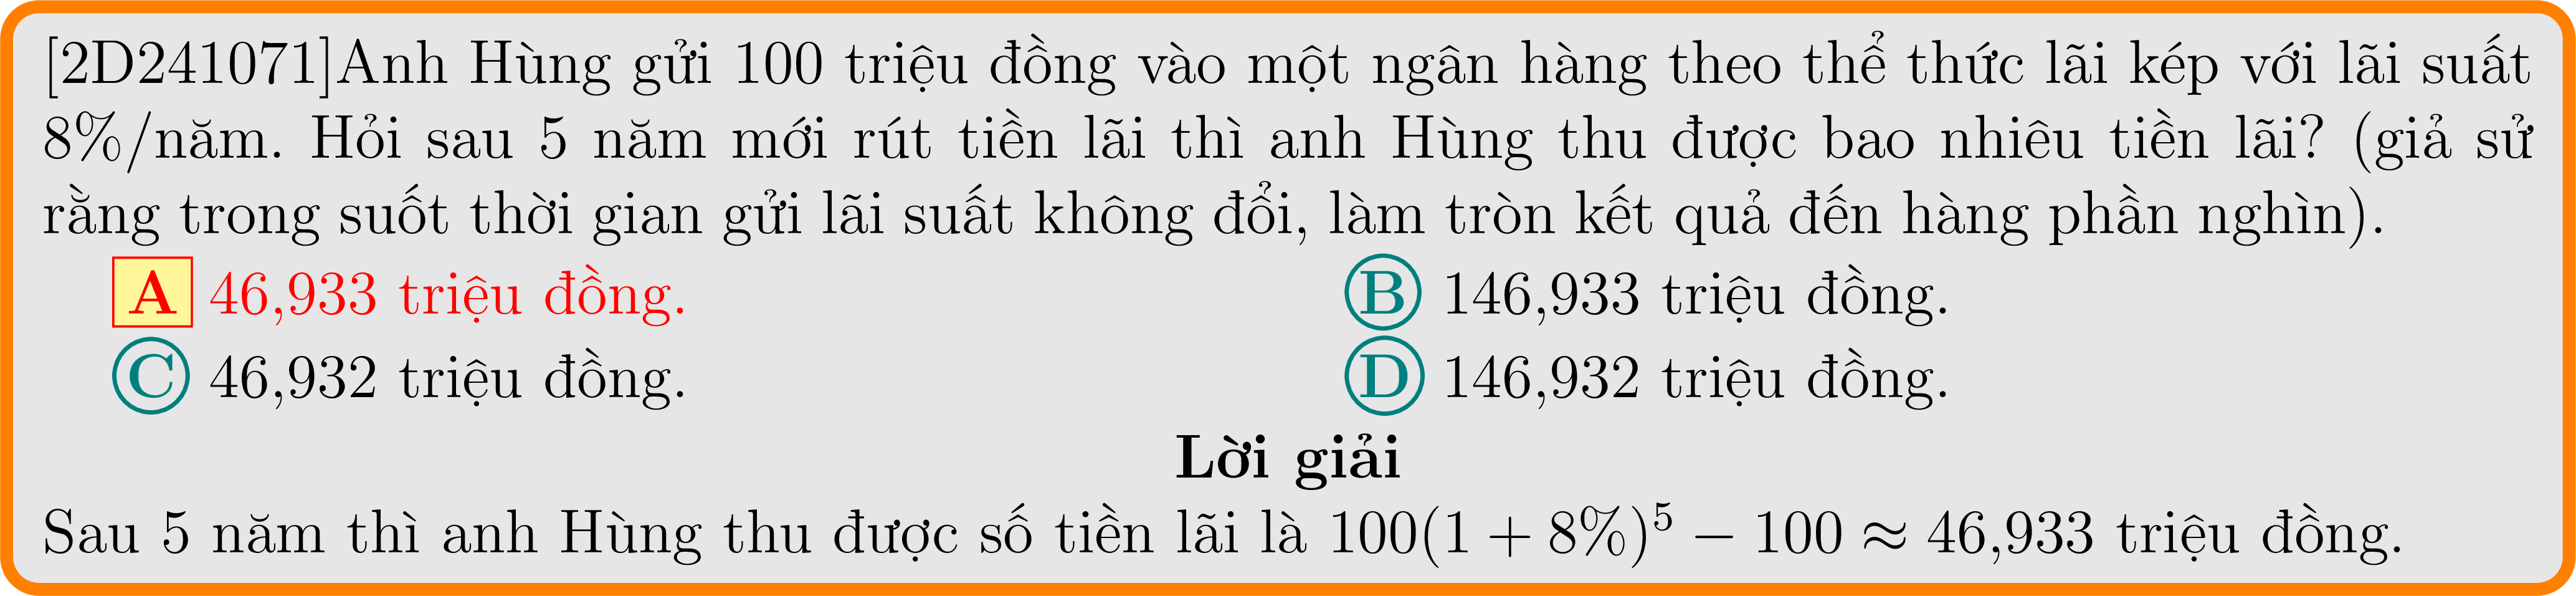 [2D241071]Anh Hùng gửi 100 triệu đồng vào một ngân hàng theo thể thức lãi kép với lãi suất
8%/năm. Hỏi sau 5 năm mới rút tiền lãi thì anh Hùng thu được bao nhiêu tiền lãi? (giả sử
rằng trong suốt thời gian gửi lãi suất không đổi, làm tròn kết quả đến hàng phần nghìn).
A 46,933 triệu đồng. B 146,933 triệu đồng.
C 46,932 triệu đồng. D 146,932 triệu đồng.
Lời giải
Sau 5 năm thì anh Hùng thu được số tiền lãi là 100(1 + 8%)⁵ − 100 ≈ 46,933 triệu đồng.